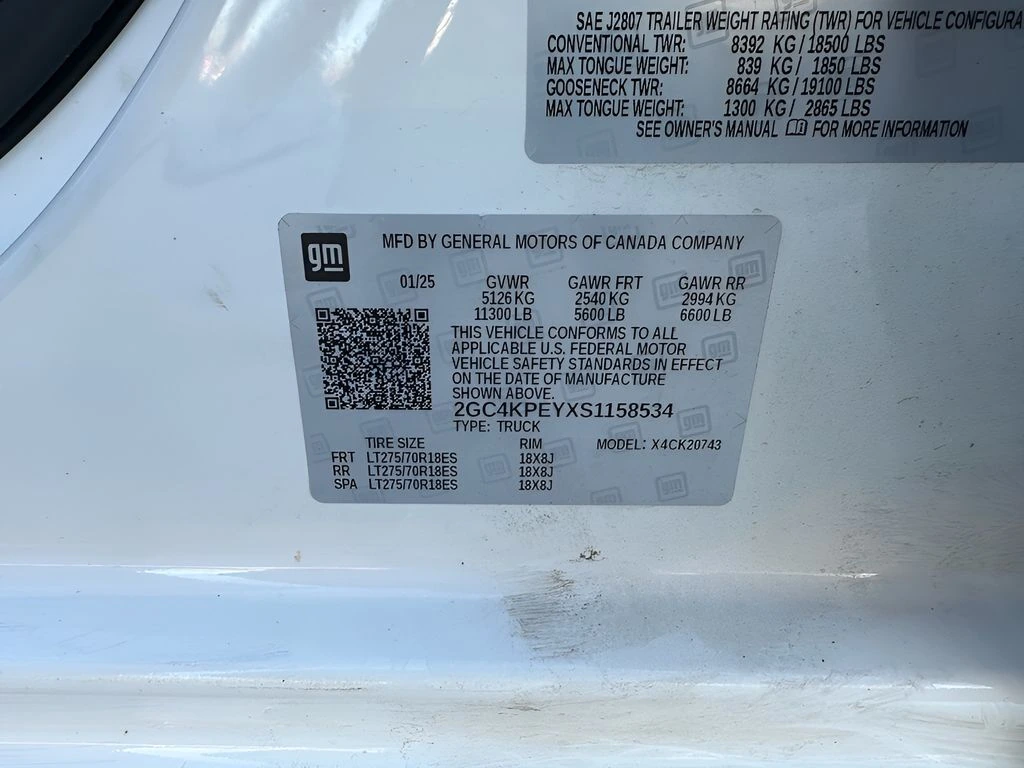 SAE J2807 TRAILER WEIGHT RATING (TWR) FOR VEHICLE CONFIGURA
CONVENTIONAL TWR: 8392 KG / 18500 LBS
MAX TONGUE WEIGHT: 839 KG / 1850 LBS
GOOSENECK TWR: 8664 KG / 19100 LBS
MAX TONGUE WEIGHT: 1300 KG / 2865 LBS
SEE OWNER'S MANUAL FOR MORE INFORMATION
gm
MFD BY GENERAL MOTORS OF CANADA COMPANY
01/25 GVWR GAWR FRT GAWR RR
5126 KG 2540 KG 2994 KG
11300 LB 5600 LB 6600 LB
THIS VEHICLE CONFORMS TO ALL
APPLICABLE U.S. FEDERAL MOTOR
VEHICLE SAFETY STANDARDS IN EFFECT
ON THE DATE OF MANUFACTURE
SHOWN ABOVE.
2GC4KPEYXS1158534
TYPE: TRUCK
TIRE SIZE RIM MODEL: X4CK20743
FRT LT275/70R18ES 18X8J
RR LT275/70R18ES 18X8J
SPA LT275/70R18ES 18X8J